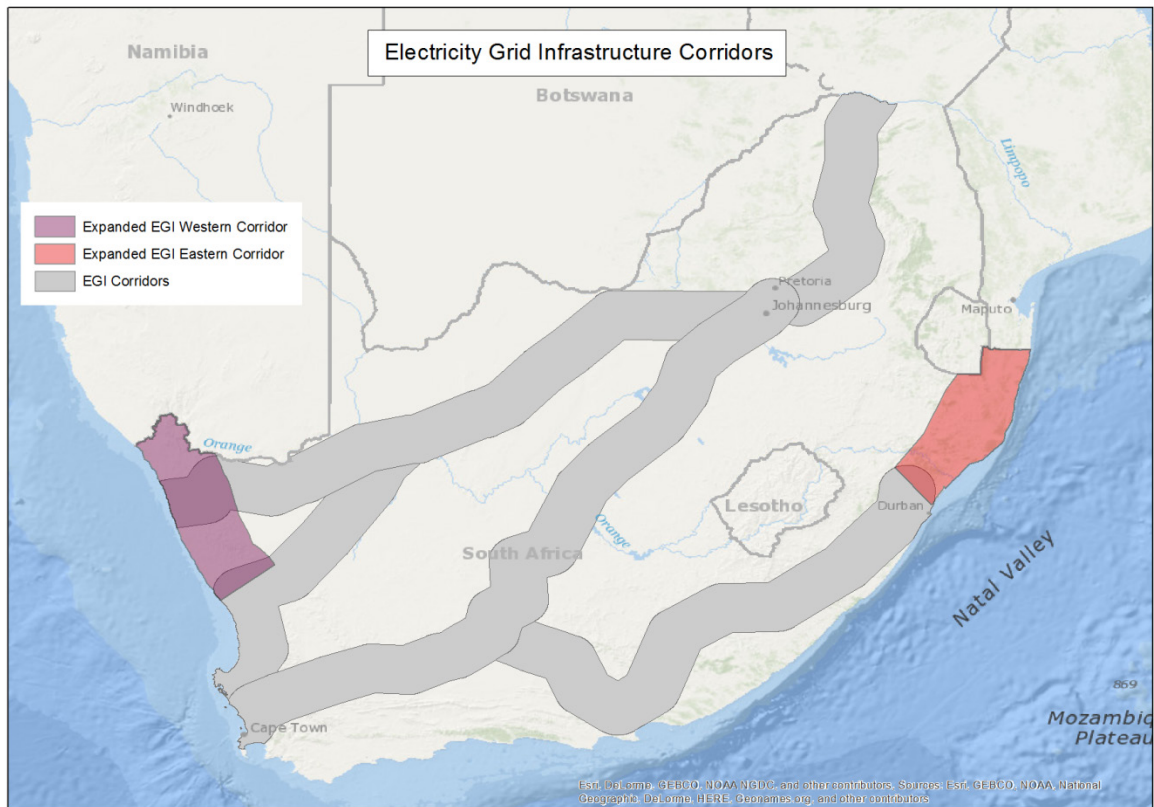 Electricity Grid Infrastructure Corridors
Namibia
Windhoek
Botswana
Limpopo
Expanded EGI Western Corridor
Expanded EGI Eastern Corridor
EGI Corridors
Pretoria
Johannesburg
Maputo
Orange
Lesotho
Durban
Orange
South Africa
Natal Valley
869
Mozambiq
Plateau
Cape Town
Esri, DeLorme, GEBCO, NOAA NGDC, and other contributors, Sources: Esri, GEBCO, NOAA, National
Geographic, DeLorme, HERE, Geonames.org, and other contributors